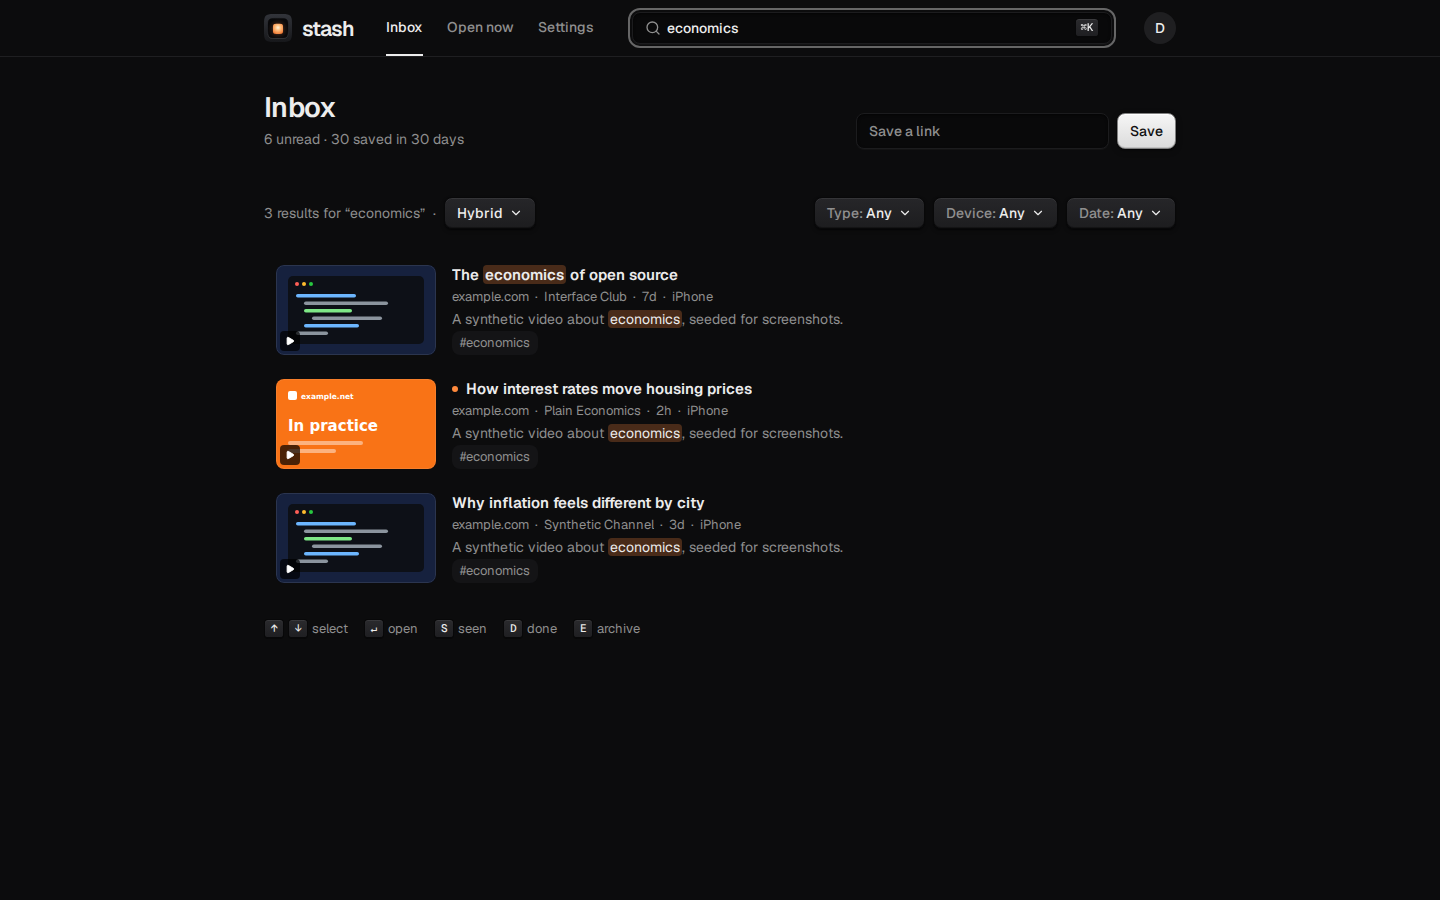 stash Inbox Open now Settings economics ⌘K D
Inbox
6 unread · 30 saved in 30 days
Save a link Save
3 results for “economics” · Hybrid Type: Any Device: Any Date: Any
The economics of open source
example.com · Interface Club · 7d · iPhone
A synthetic video about economics, seeded for screenshots.
#economics
example.net
In practice
How interest rates move housing prices
example.com · Plain Economics · 2h · iPhone
A synthetic video about economics, seeded for screenshots.
#economics
Why inflation feels different by city
example.com · Synthetic Channel · 3d · iPhone
A synthetic video about economics, seeded for screenshots.
#economics
↑ ↓ select ↵ open S seen D done E archive